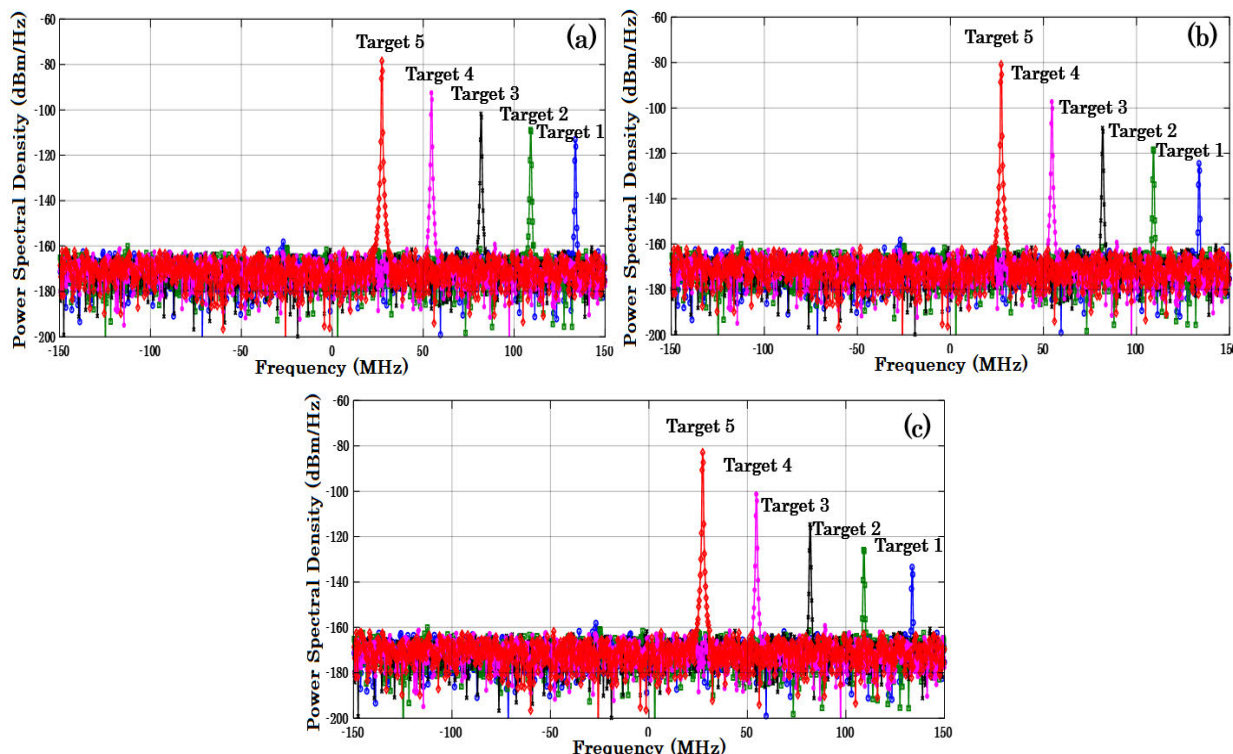 (a)
-60
-80
-100
-120
-140
-160
-180
-200
Power Spectral Density (dBm/Hz)
Target 5
Target 4
Target 3
Target 2
Target 1
-150
-100
-50
0
50
100
150
Frequency (MHz)
(b)
-60
-80
-100
-120
-140
-160
-180
-200
Power Spectral Density (dBm/Hz)
Target 5
Target 4
Target 3
Target 2
Target 1
-150
-100
-50
0
50
100
150
Frequency (MHz)
(c)
-60
-80
-100
-120
-140
-160
-180
-200
Power Spectral Density (dBm/Hz)
Target 5
Target 4
Target 3
Target 2
Target 1
-150
-100
-50
0
50
100
150
Frequency (MHz)